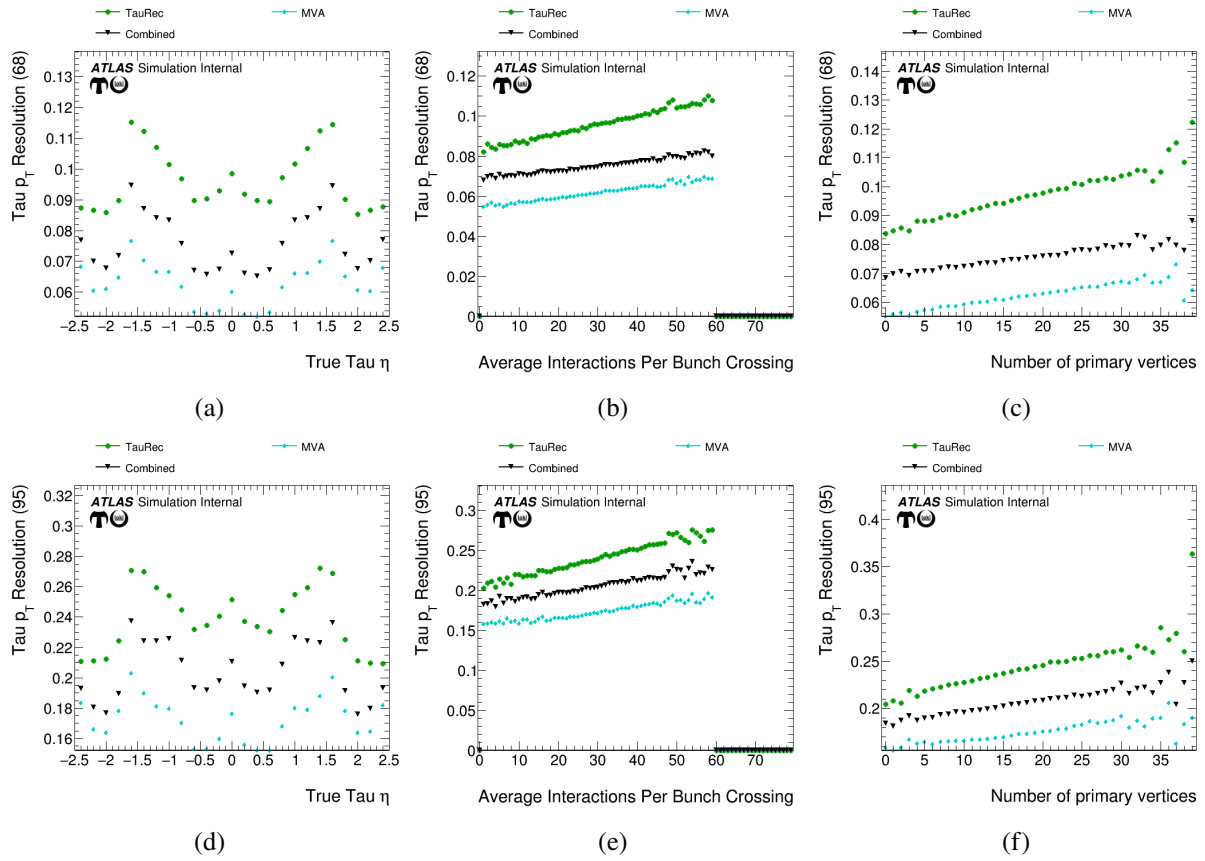 TauRec
MVA
Combined
ATLAS Simulation Internal
Tau pT Resolution (68)
0.13
0.12
0.11
0.1
0.09
0.08
0.07
0.06
−2.5 −2 −1.5 −1 −0.5 0 0.5 1 1.5 2 2.5
True Tau η
(a)
TauRec
MVA
Combined
ATLAS Simulation Internal
Tau pT Resolution (68)
0.12
0.1
0.08
0.06
0.04
0.02
0
0 10 20 30 40 50 60 70
Average Interactions Per Bunch Crossing
(b)
TauRec
MVA
Combined
ATLAS Simulation Internal
Tau pT Resolution (68)
0.14
0.13
0.12
0.11
0.1
0.09
0.08
0.07
0.06
0 5 10 15 20 25 30 35
Number of primary vertices
(c)
TauRec
MVA
Combined
ATLAS Simulation Internal
Tau pT Resolution (95)
0.32
0.3
0.28
0.26
0.24
0.22
0.2
0.18
0.16
−2.5 −2 −1.5 −1 −0.5 0 0.5 1 1.5 2 2.5
True Tau η
(d)
TauRec
MVA
Combined
ATLAS Simulation Internal
Tau pT Resolution (95)
0.3
0.25
0.2
0.15
0.1
0.05
0
0 10 20 30 40 50 60 70
Average Interactions Per Bunch Crossing
(e)
TauRec
MVA
Combined
ATLAS Simulation Internal
Tau pT Resolution (95)
0.4
0.35
0.3
0.25
0.2
0 5 10 15 20 25 30 35
Number of primary vertices
(f)